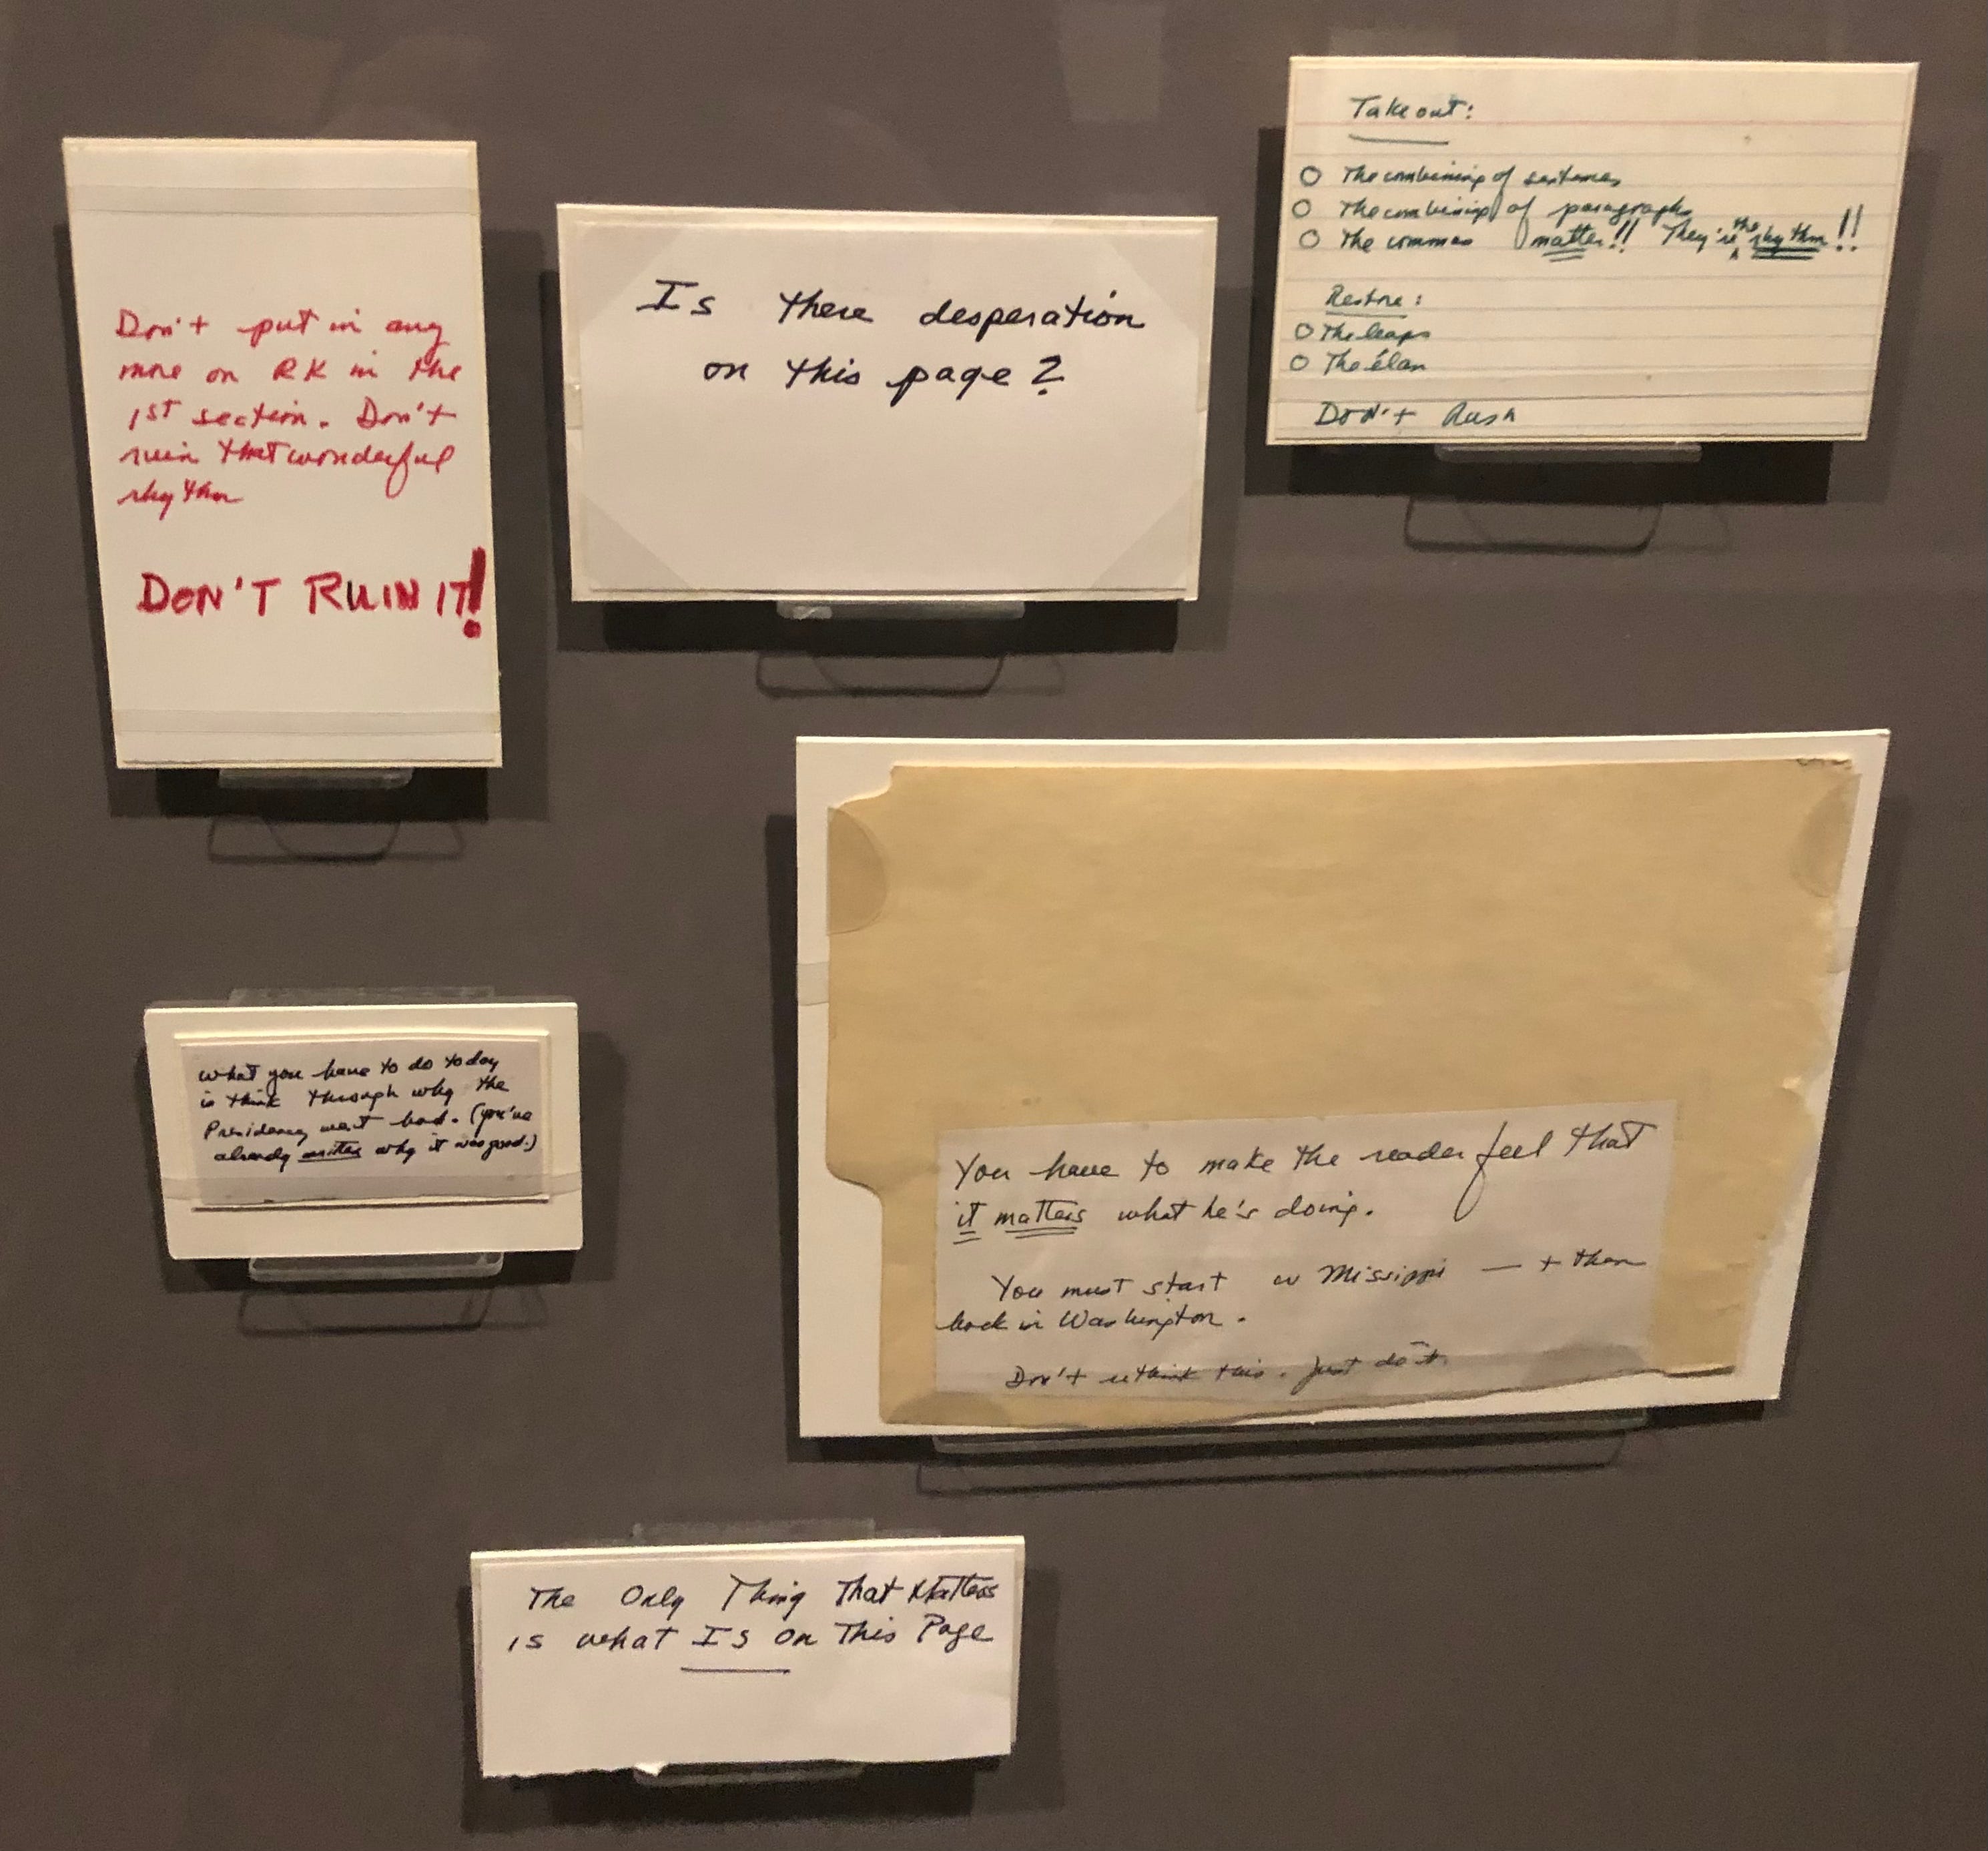 Don't put in any
more on RK in the
1ST section. Don't
ruin that wonderful
rhythm
DON'T RUIN IT!
Is there desperation
on this page?
Take out:
The combining of sentences
The combining of paragraphs
The commas matter!! They're the rhythm!!
Restore:
The leaps
The élan
Don't Rush
What you have to do today
is think through why the
Presidency went bad. (you've
already written why it was good.)
You have to make the reader feel that
it matters what he's doing.
You must start w Missippi — + then
back in Washington.
Don't rethink this. Just do it.
The Only Thing That Matters
is what IS On This Page